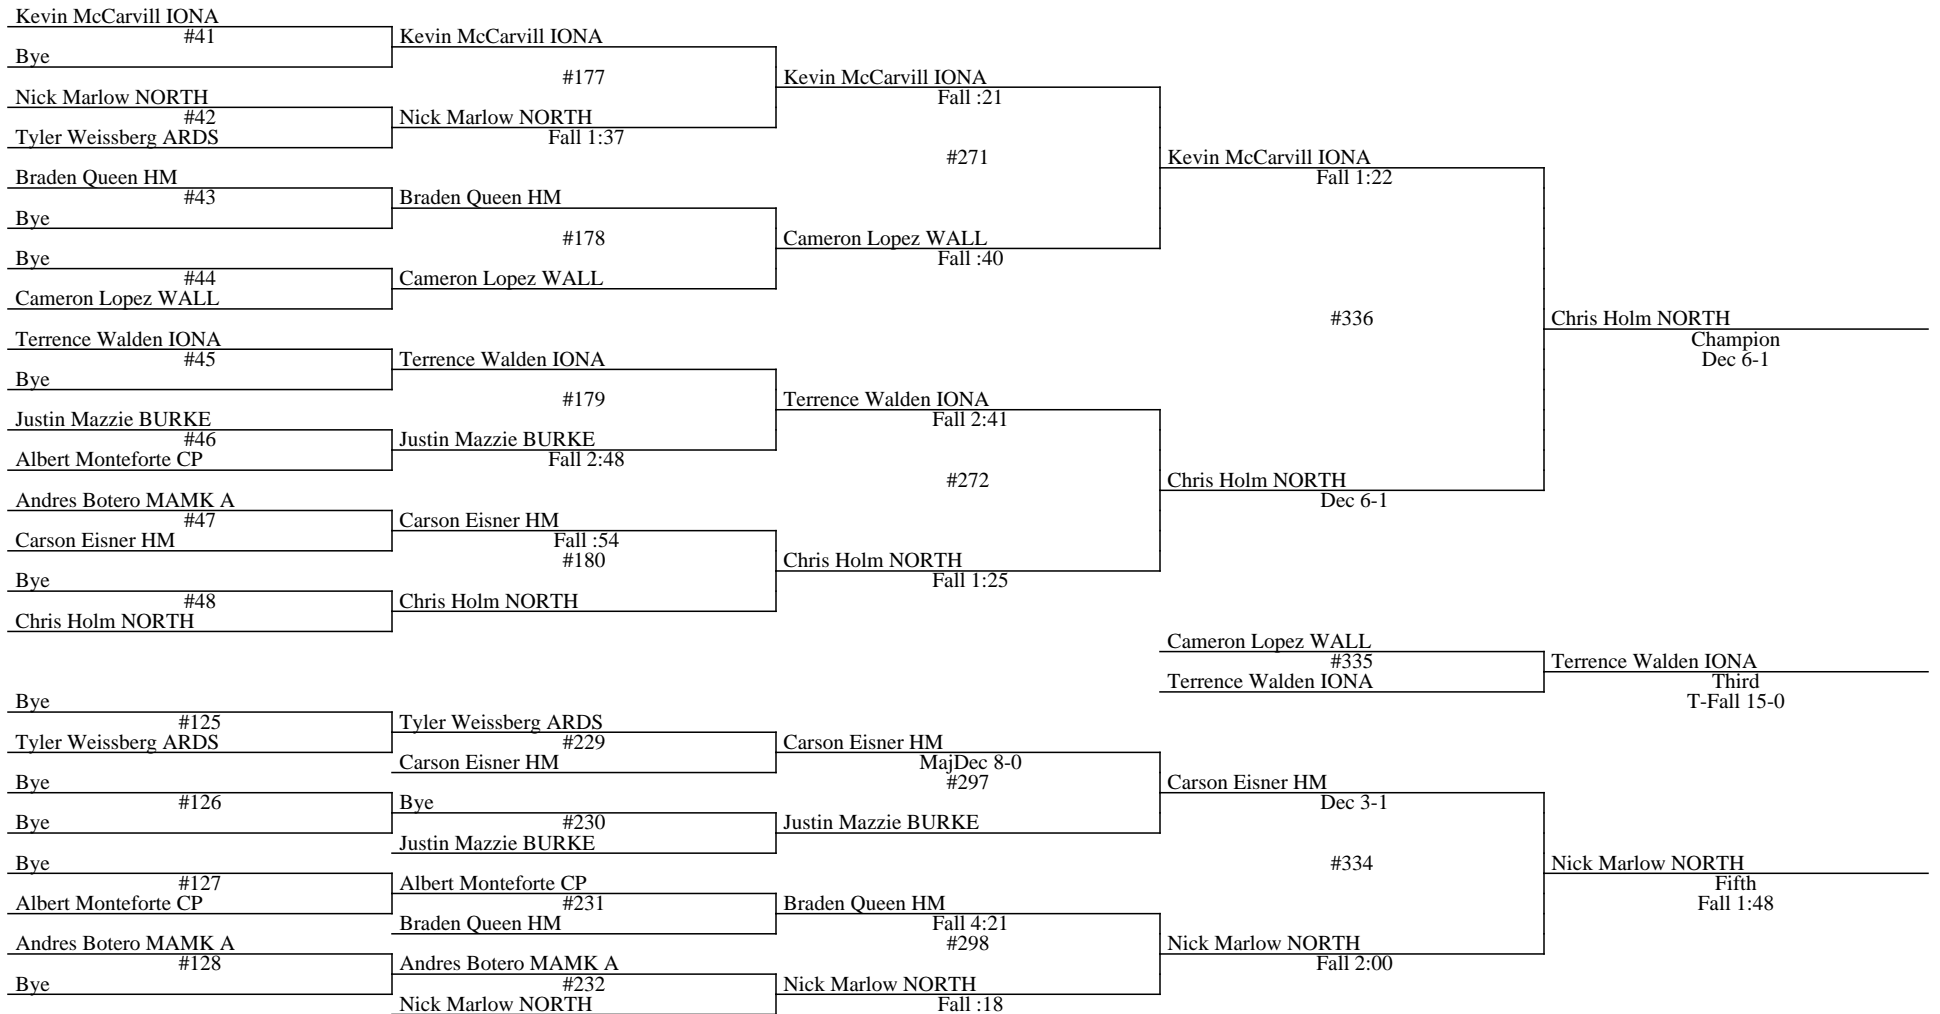 Kevin McCarvill IONA
#41
Bye
Kevin McCarvill IONA
#177
Nick Marlow NORTH
#42
Tyler Weissberg ARDS
Nick Marlow NORTH
Fall 1:37
Kevin McCarvill IONA
Fall :21
#271
Braden Queen HM
#43
Bye
Braden Queen HM
#178
Bye
#44
Cameron Lopez WALL
Cameron Lopez WALL
Cameron Lopez WALL
Fall :40
Kevin McCarvill IONA
Fall 1:22
#336
Terrence Walden IONA
#45
Bye
Terrence Walden IONA
#179
Justin Mazzie BURKE
#46
Albert Monteforte CP
Justin Mazzie BURKE
Fall 2:48
Terrence Walden IONA
Fall 2:41
#272
Andres Botero MAMK A
#47
Carson Eisner HM
Carson Eisner HM
Fall :54
#180
Bye
#48
Chris Holm NORTH
Chris Holm NORTH
Chris Holm NORTH
Fall 1:25
Chris Holm NORTH
Dec 6-1
Chris Holm NORTH
Champion
Dec 6-1
Cameron Lopez WALL
#335
Terrence Walden IONA
Terrence Walden IONA
Third
T-Fall 15-0
Bye
#125
Tyler Weissberg ARDS
Tyler Weissberg ARDS
#229
Carson Eisner HM
Carson Eisner HM
MajDec 8-0
#297
Bye
#126
Bye
Bye
#230
Justin Mazzie BURKE
Justin Mazzie BURKE
Carson Eisner HM
Dec 3-1
#334
Bye
#127
Albert Monteforte CP
Albert Monteforte CP
#231
Braden Queen HM
Braden Queen HM
Fall 4:21
#298
Andres Botero MAMK A
#128
Bye
Andres Botero MAMK A
#232
Nick Marlow NORTH
Nick Marlow NORTH
Fall :18
Nick Marlow NORTH
Fall 2:00
Nick Marlow NORTH
Fifth
Fall 1:48